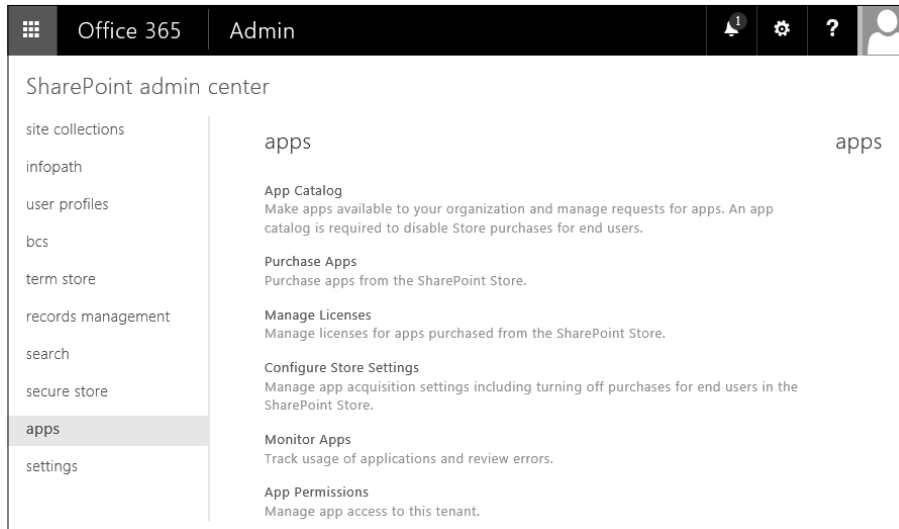 Office 365
Admin
1
?
SharePoint admin center
site collections
infopath
user profiles
bcs
term store
records management
search
secure store
apps
settings
apps
apps
App Catalog
Make apps available to your organization and manage requests for apps. An app
catalog is required to disable Store purchases for end users.
Purchase Apps
Purchase apps from the SharePoint Store.
Manage Licenses
Manage licenses for apps purchased from the SharePoint Store.
Configure Store Settings
Manage app acquisition settings including turning off purchases for end users in the
SharePoint Store.
Monitor Apps
Track usage of applications and review errors.
App Permissions
Manage app access to this tenant.